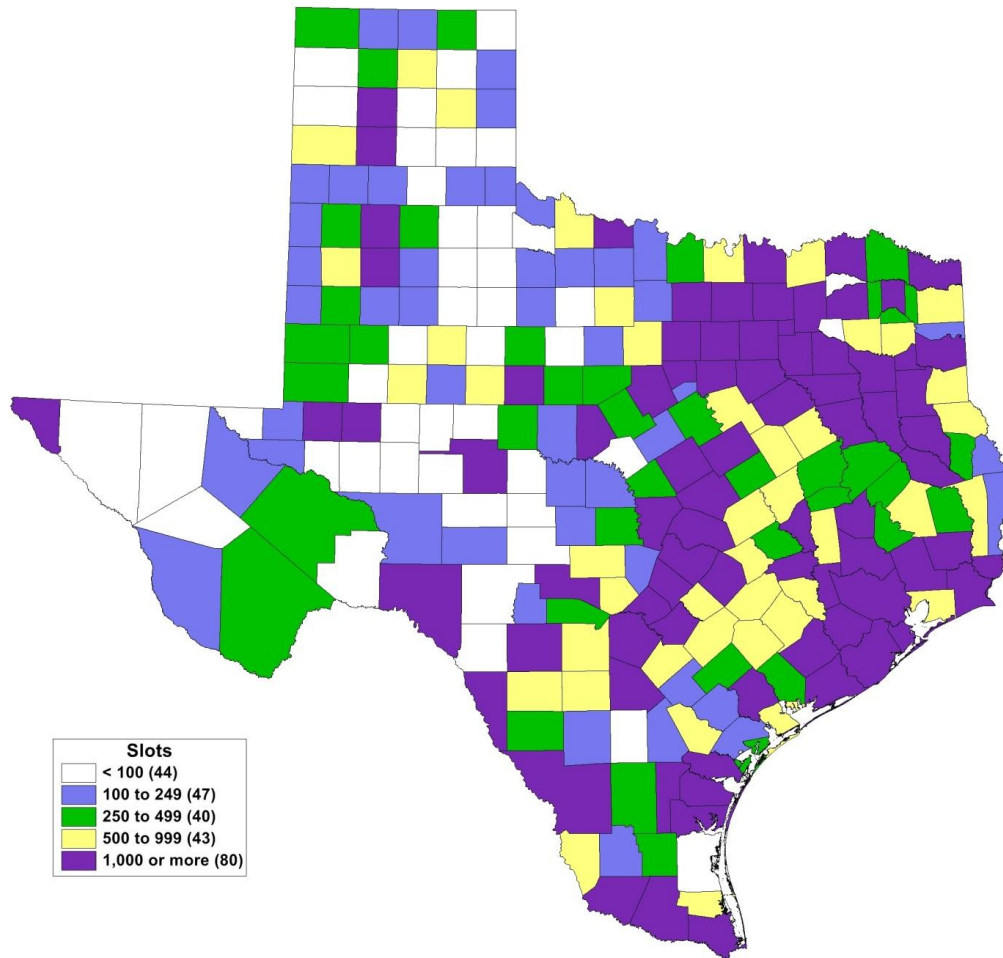 Slots
< 100 (44)
100 to 249 (47)
250 to 499 (40)
500 to 999 (43)
1,000 or more (80)